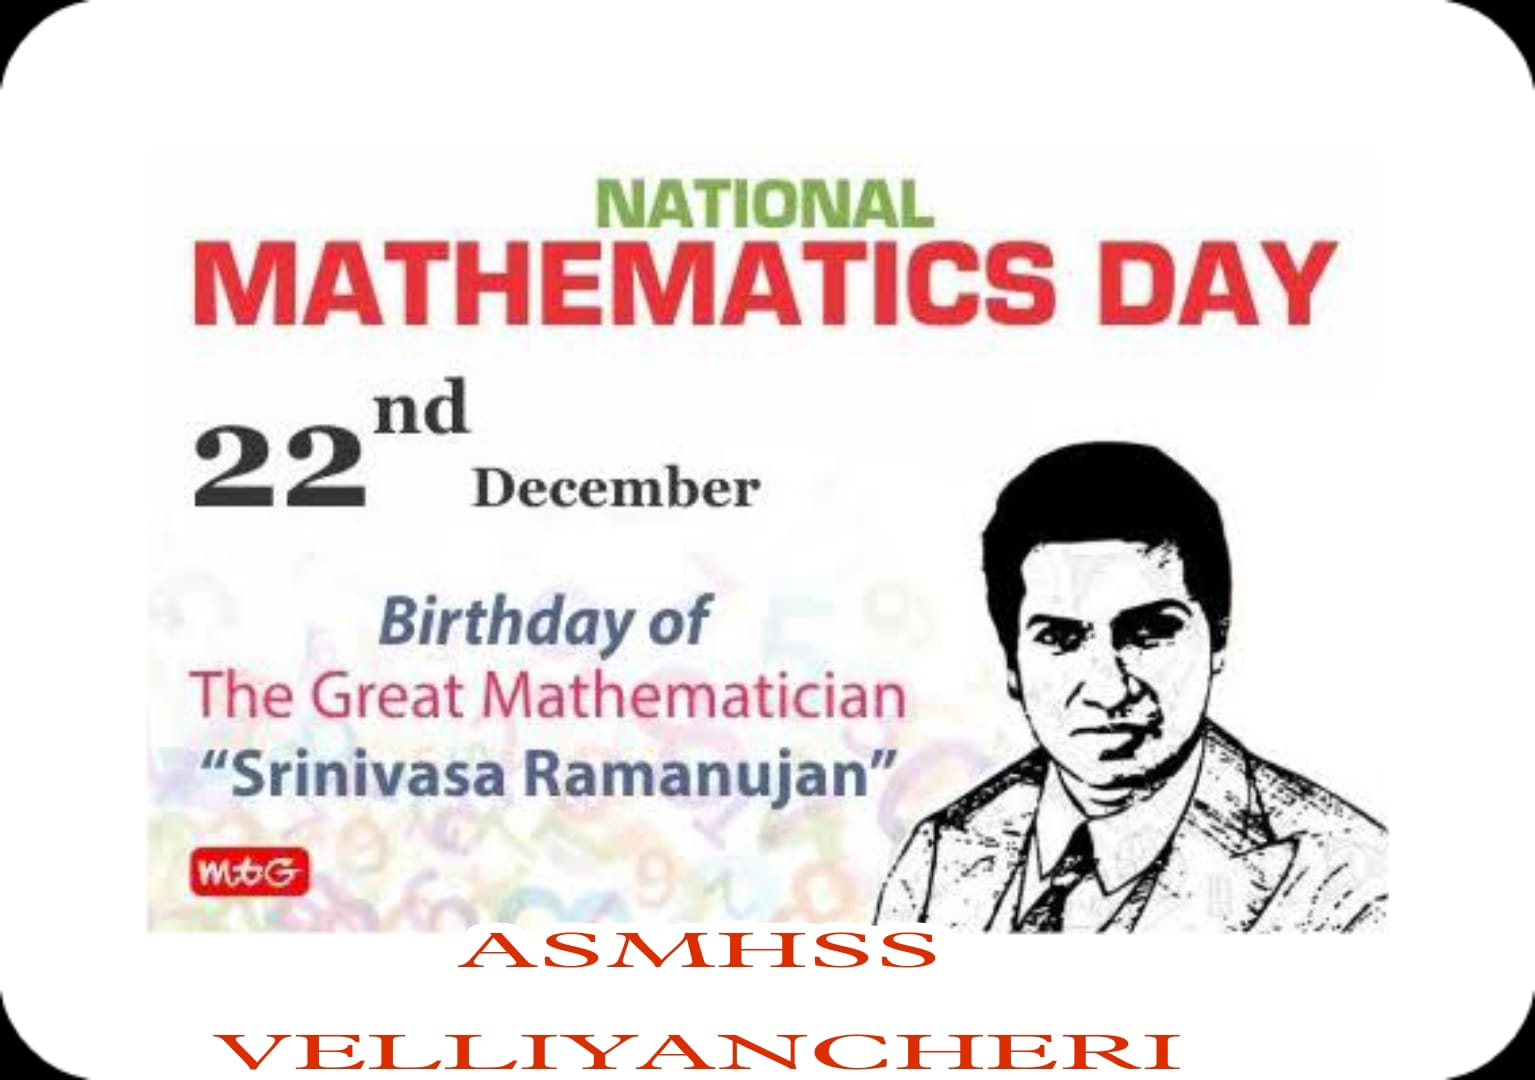 NATIONAL
MATHEMATICS DAY
22nd December
Birthday of
The Great Mathematician
“Srinivasa Ramanujan”
mtG
ASMHSS
VELLIYANCHERI